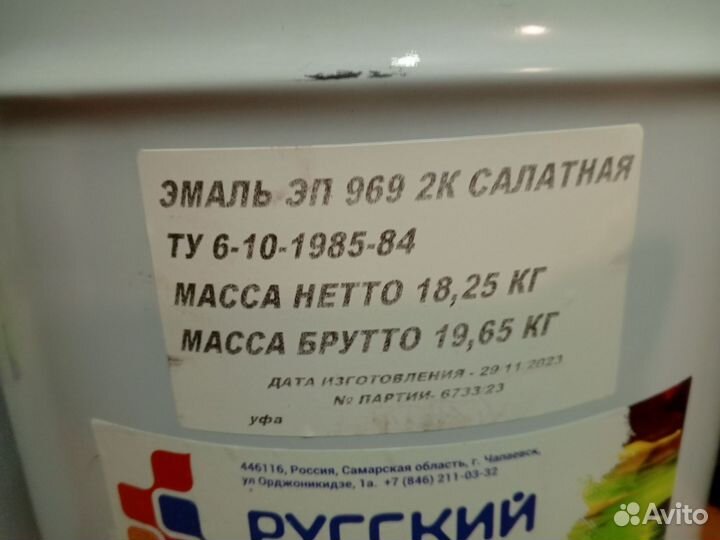 ЭМАЛЬ ЭП 969 2К САЛАТНАЯ
ТУ 6-10-1985-84
МАССА НЕТТО 18,25 КГ
МАССА БРУТТО 19,65 КГ
ДАТА ИЗГОТОВЛЕНИЯ - 29.11.2023
№ ПАРТИИ- 6733/23
уфа
446116, Россия, Самарская область, г. Чапаевск,
ул Орджоникидзе, 1а. +7 (846) 211-03-32
РУССКИЙ
Avito